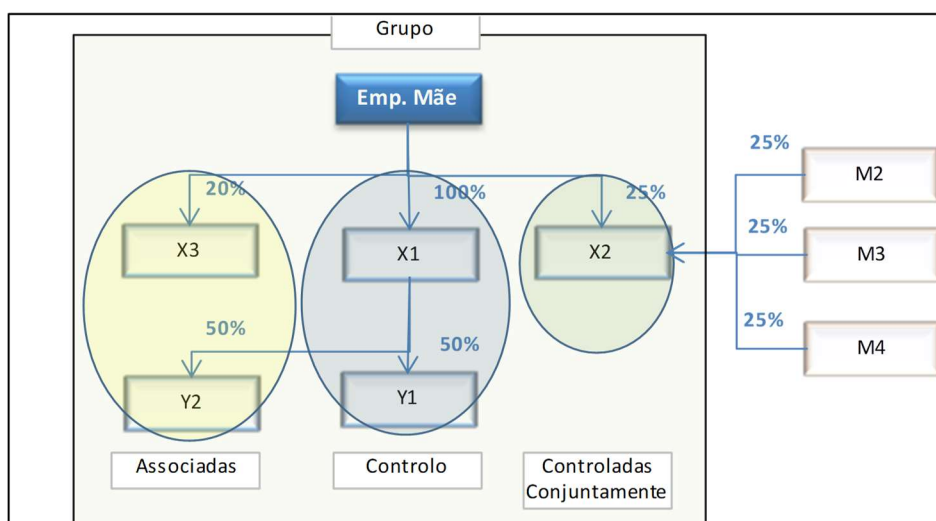 Grupo
Emp. Mãe
20%
100%
25%
25%
M2
X3
X1
X2
25%
M3
50%
50%
25%
M4
Y2
Y1
Associadas
Controlo
Controladas
Conjuntamente